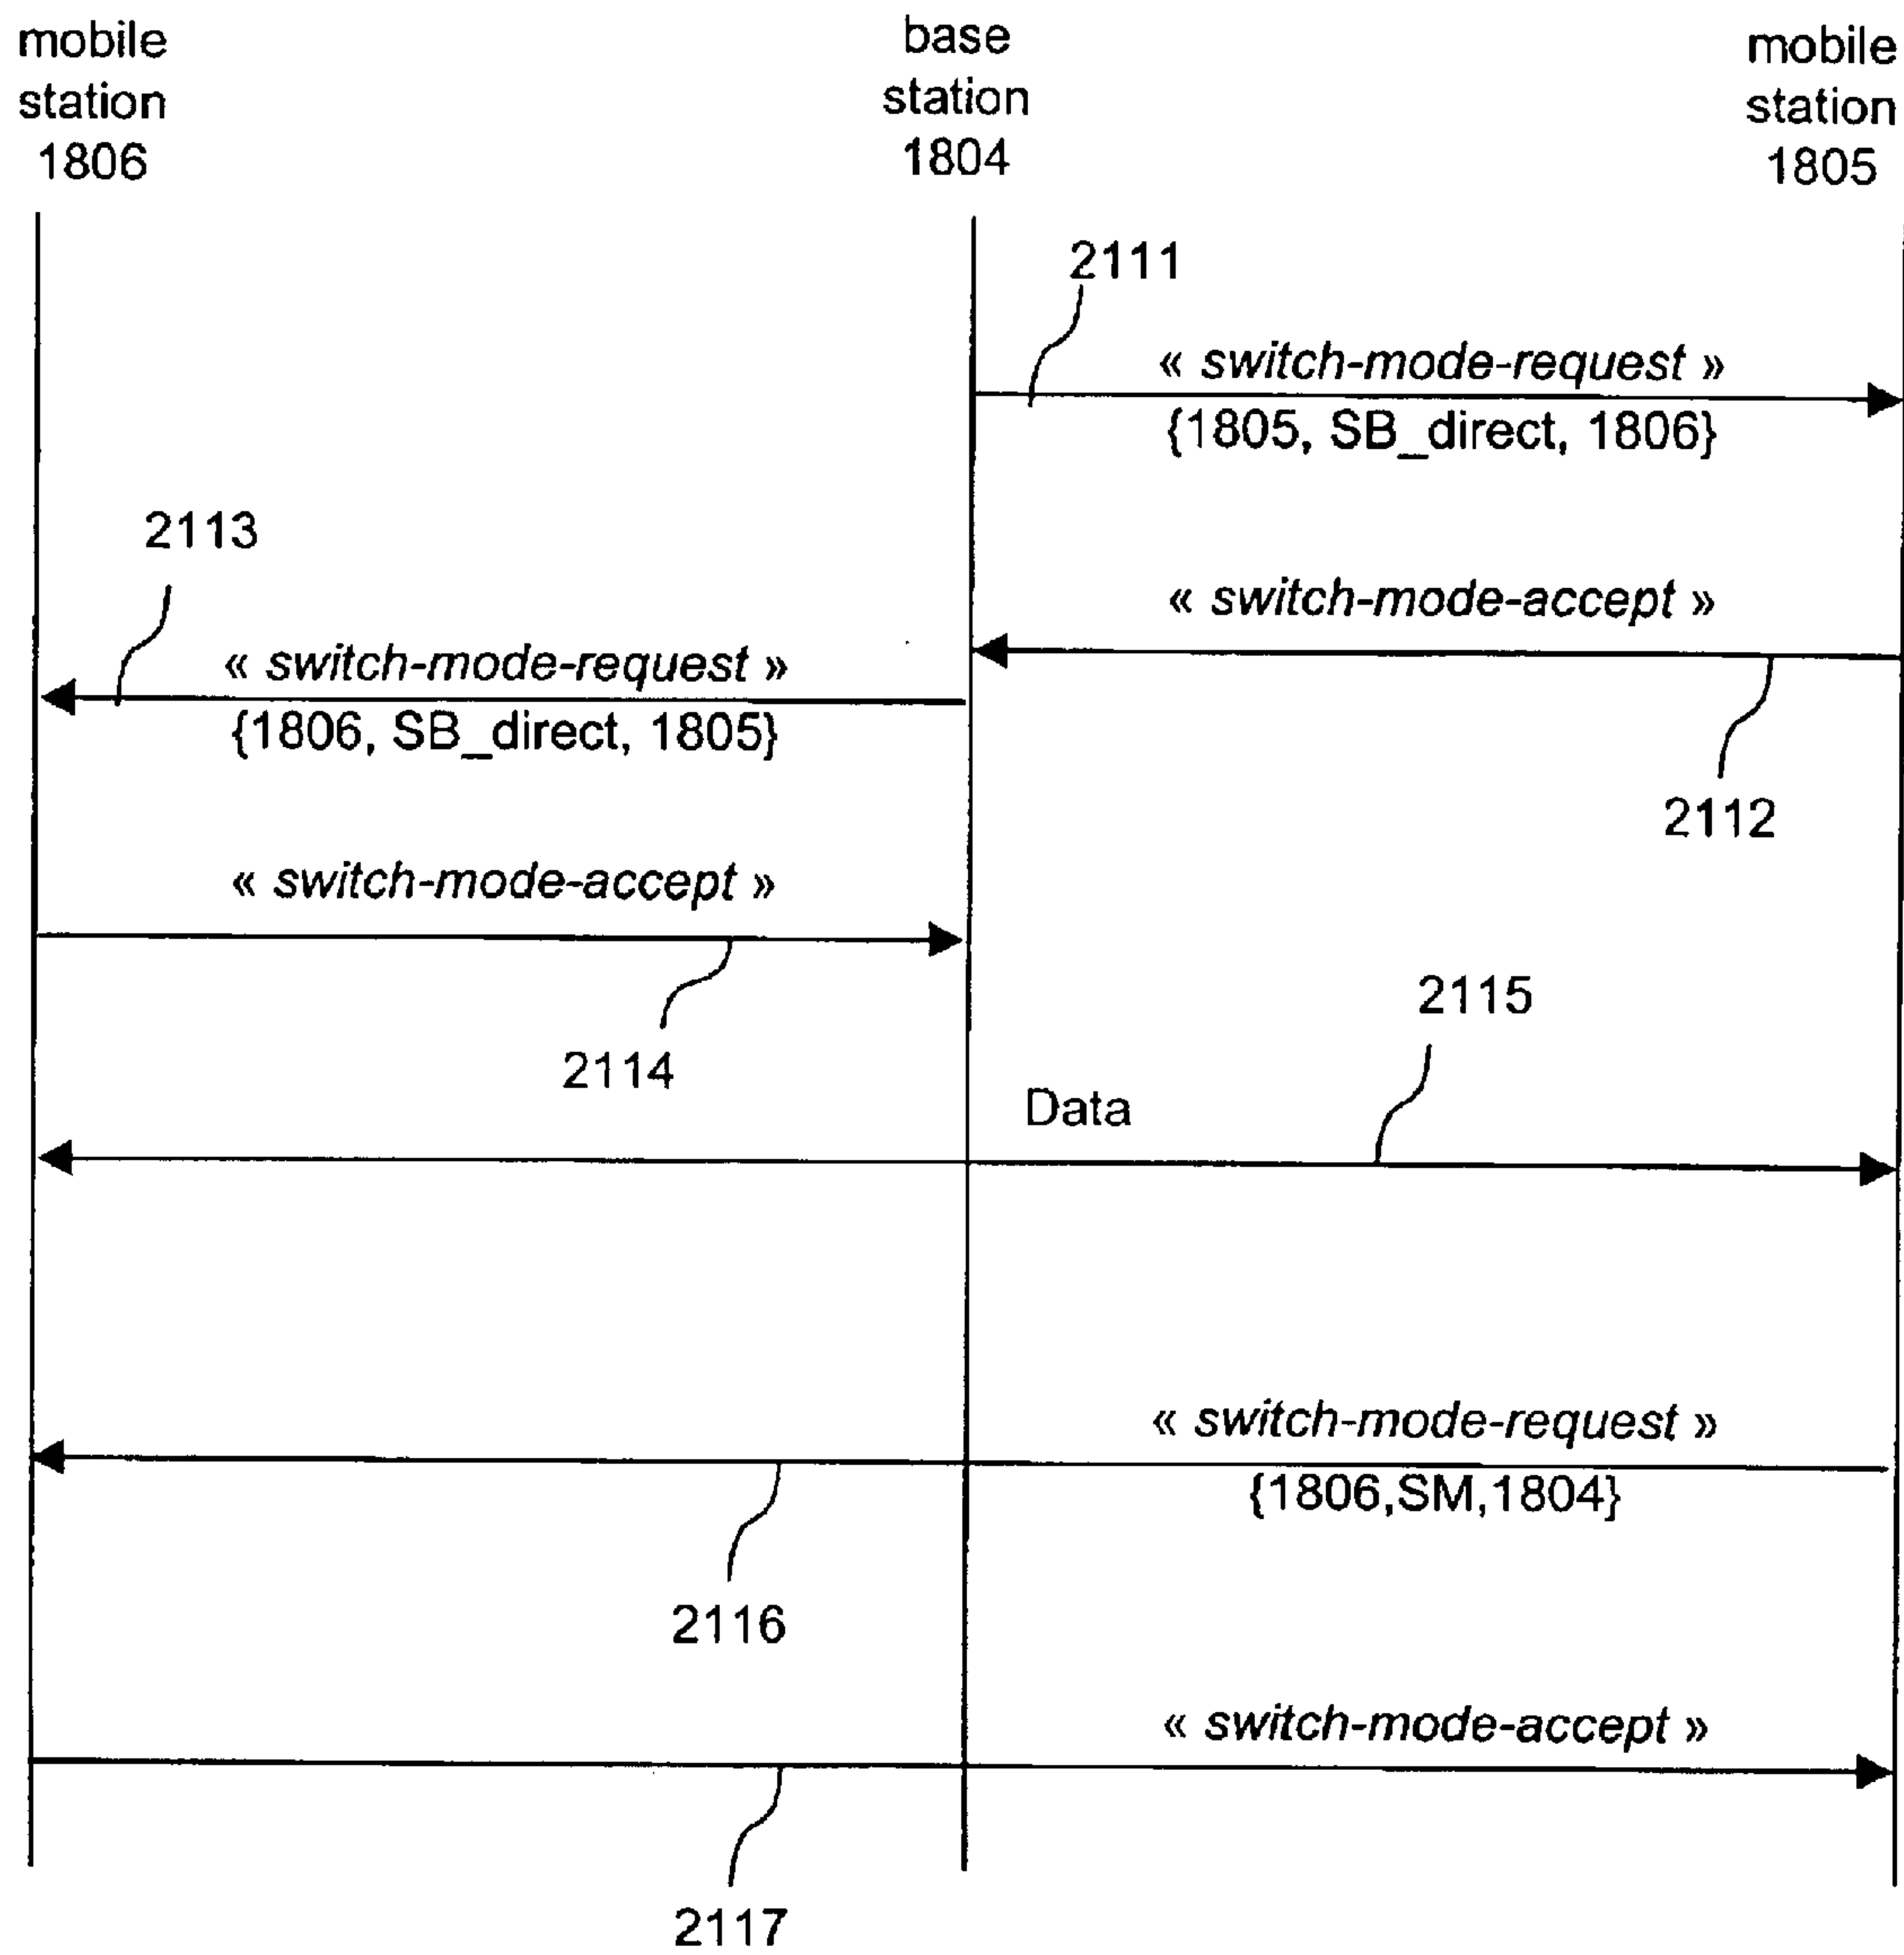 mobile
station
1806
base
station
1804
mobile
station
1805
2111
« switch-mode-request »
{1805, SB_direct, 1806}
2113
« switch-mode-accept »
« switch-mode-request »
{1806, SB_direct, 1805}
2112
« switch-mode-accept »
2115
2114
Data
« switch-mode-request »
{1806,SM,1804}
2116
« switch-mode-accept »
2117